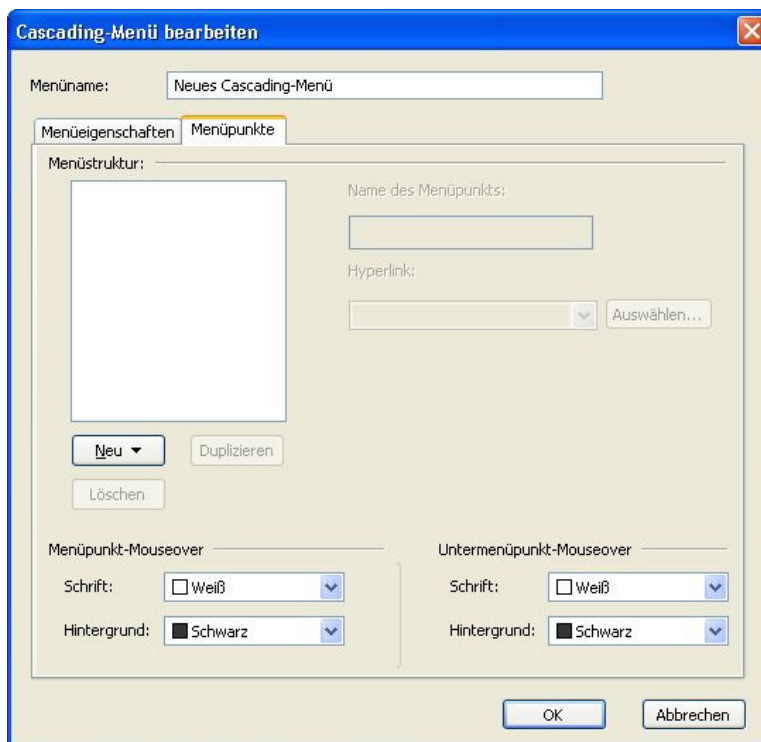 Cascading-Menü bearbeiten
Menüname: Neues Cascading-Menü
Menüeigenschaften Menüpunkte
Menüstruktur:
Name des Menüpunkts:
Hyperlink:
Auswählen...
Neu Duplizieren
Löschen
Menüpunkt-Mouseover Untermenüpunkt-Mouseover
Schrift: Weiß Schrift: Weiß
Hintergrund: Schwarz Hintergrund: Schwarz
OK Abbrechen